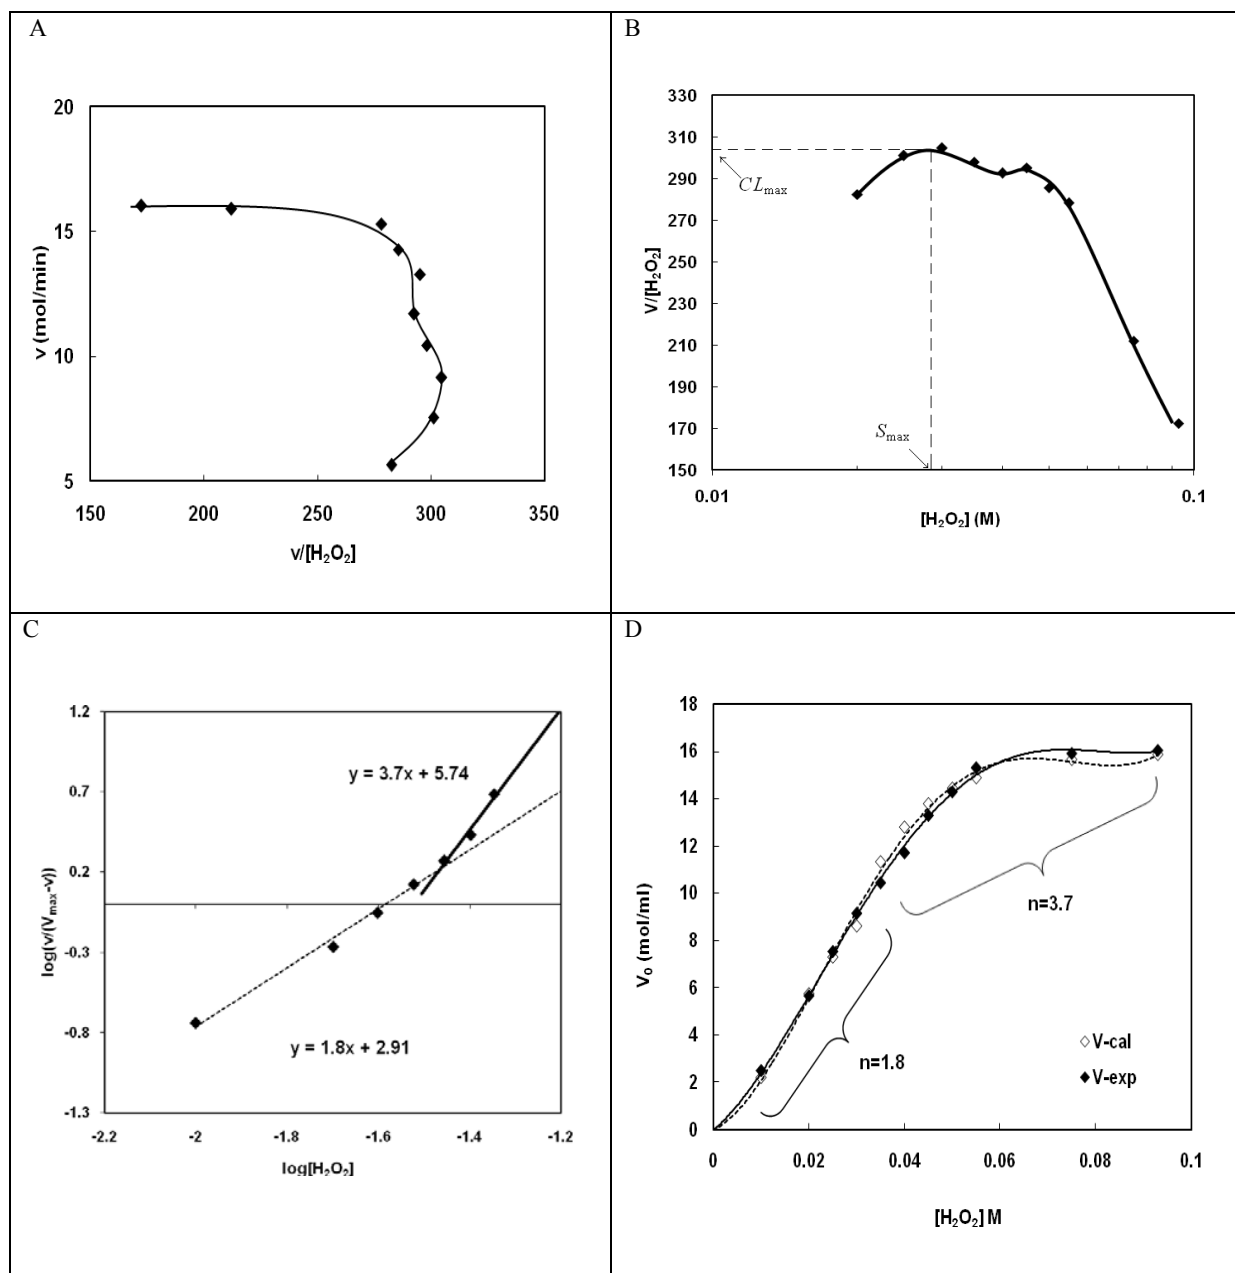 A
20
15
10
5
v (mol/min)
150 200 250 300 350
v/[H₂O₂]
B
330
310
290
270
250
230
210
190
170
150
V/[H₂O₂]
CLmax
Smax
0.01 0.1
[H₂O₂] (M)
C
1.2
0.7
0.2
-0.3
-0.8
-1.3
log(v/(Vmax-v))
y = 3.7x + 5.74
y = 1.8x + 2.91
-2.2 -2 -1.8 -1.6 -1.4 -1.2
log[H₂O₂]
D
18
16
14
12
10
8
6
4
2
0
V₀ (mol/ml)
n=3.7
n=1.8
V-cal
V-exp
0 0.02 0.04 0.06 0.08 0.1
[H₂O₂] M